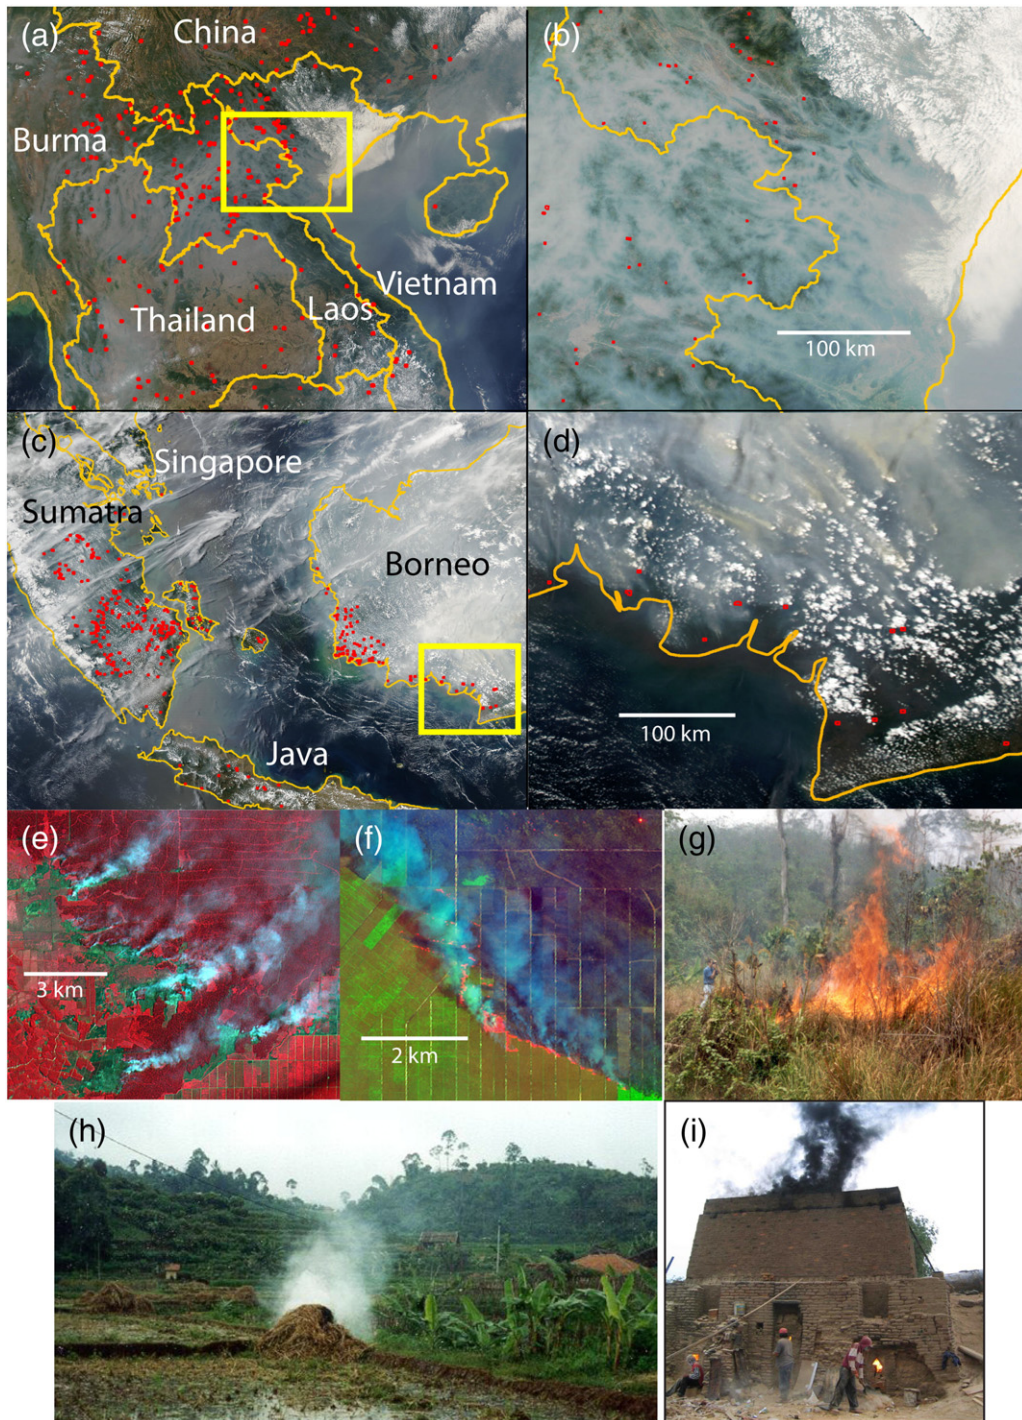 (a)
China
(b)
Burma
Vietnam
Laos
Thailand
100 km
(c)
Singapore
(d)
Sumatra
Borneo
100 km
Java
(e)
(f)
(g)
3 km
2 km
(h)
(i)